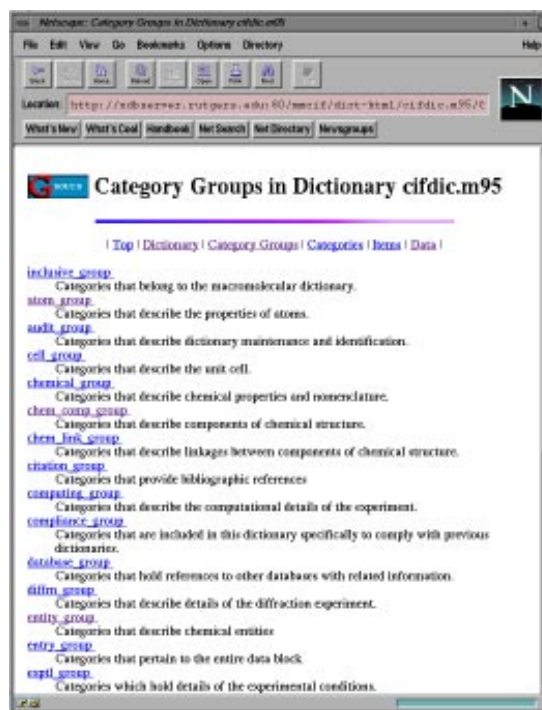 Netscape: Category Groups in Dictionary cifdic.m95
File Edit View Go Bookmarks Options Directory Help
Back Home Reload Open Print Find
Location: http://ndbserver.rutgers.edu:80/mmcif/dict-html/cifdic.m95/C
N
What's New What's Cool Handbook Net Search Net Directory Newsgroups
Category Groups in Dictionary cifdic.m95
| Top | Dictionary | Category Groups | Categories | Items | Data |
inclusive_group
Categories that belong to the macromolecular dictionary.
atom_group
Categories that describe the properties of atoms.
audit_group
Categories that describe dictionary maintenance and identification.
cell_group
Categories that describe the unit cell.
chemical_group
Categories that describe chemical properties and nomenclature.
chem_comp_group
Categories that describe components of chemical structure.
chem_link_group
Categories that describe linkages between components of chemical structure.
citation_group
Categories that provide bibliographic references
computing_group
Categories that describe the computational details of the experiment.
compliance_group
Categories that are included in this dictionary specifically to comply with previous
dictionaries.
database_group
Categories that hold references to other databases with related information.
diffrn_group
Categories that describe details of the diffraction experiment.
entity_group
Categories that describe chemical entities
entry_group
Categories that pertain to the entire data block
exptl_group
Categories which hold details of the experimental conditions.